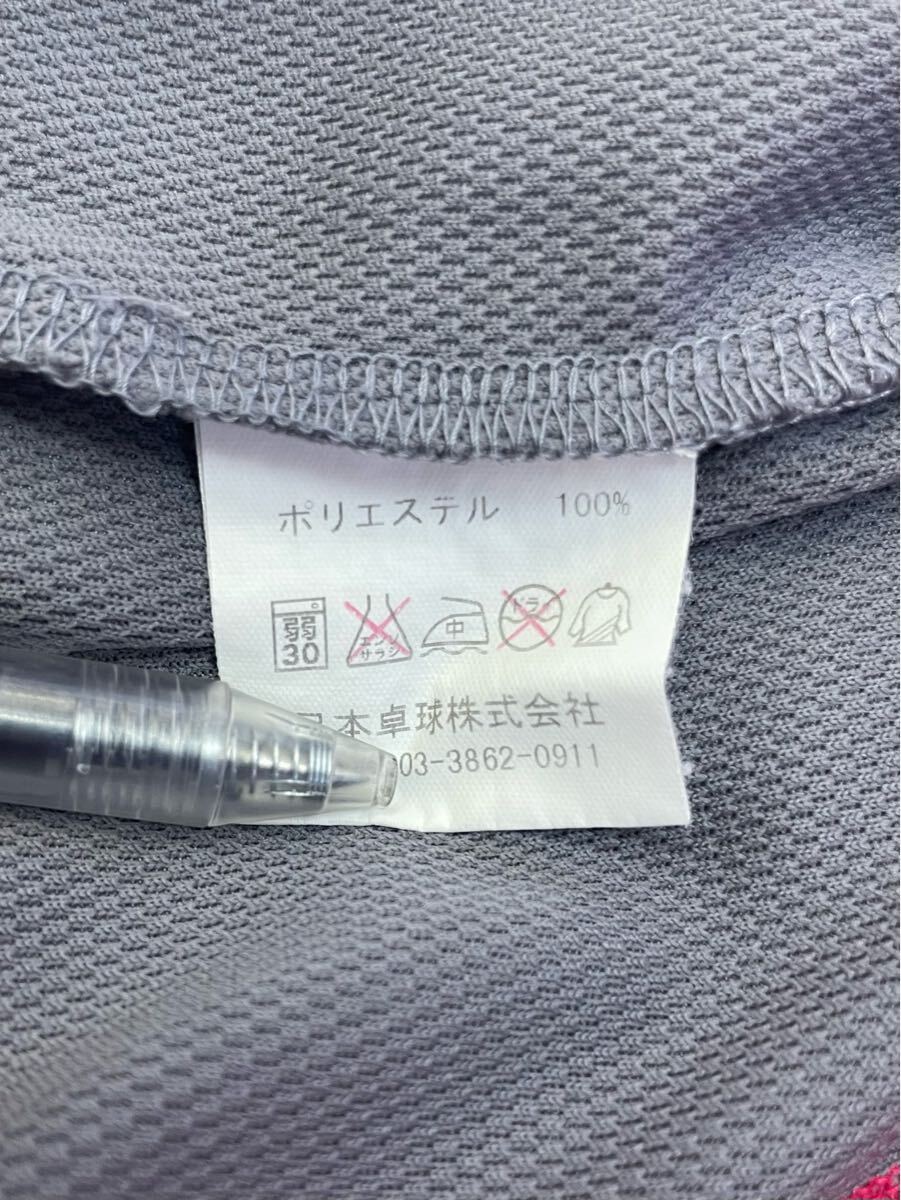 ポリエステル 100%
弱 30 エンソ サラシ 中 ドライ
本卓球株式会社
03-3862-0911